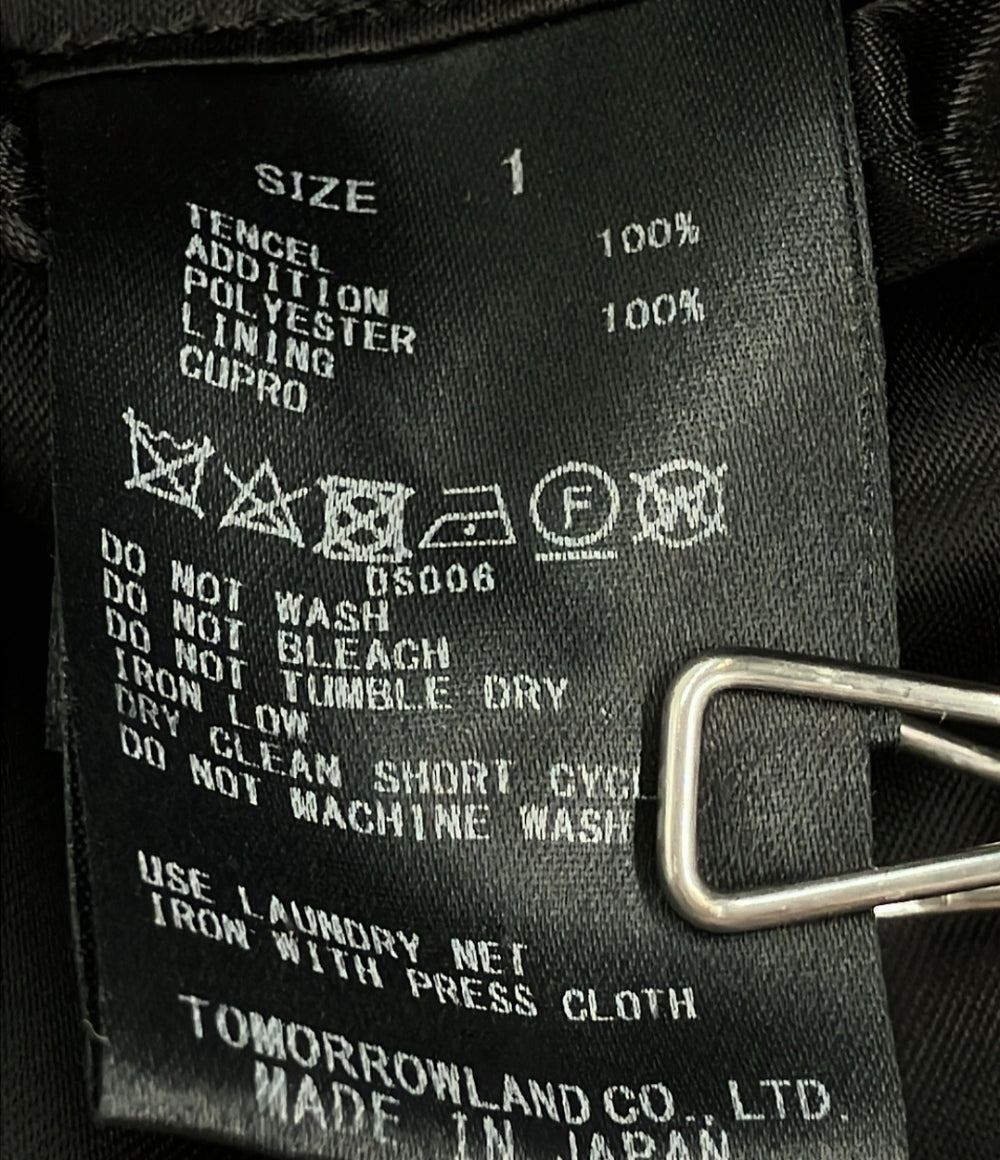 SIZE 1
TENCEL 100%
ADDITION
POLYESTER 100%
LINING
CUPRO
F W
DS006
DO NOT WASH
DO NOT BLEACH
DO NOT TUMBLE DRY
IRON LOW
DRY CLEAN SHORT CYCL
DO NOT MACHINE WASH
USE LAUNDRY NET
IRON WITH PRESS CLOTH
TOMORROWLAND CO., LTD.
MADE IN JAPAN